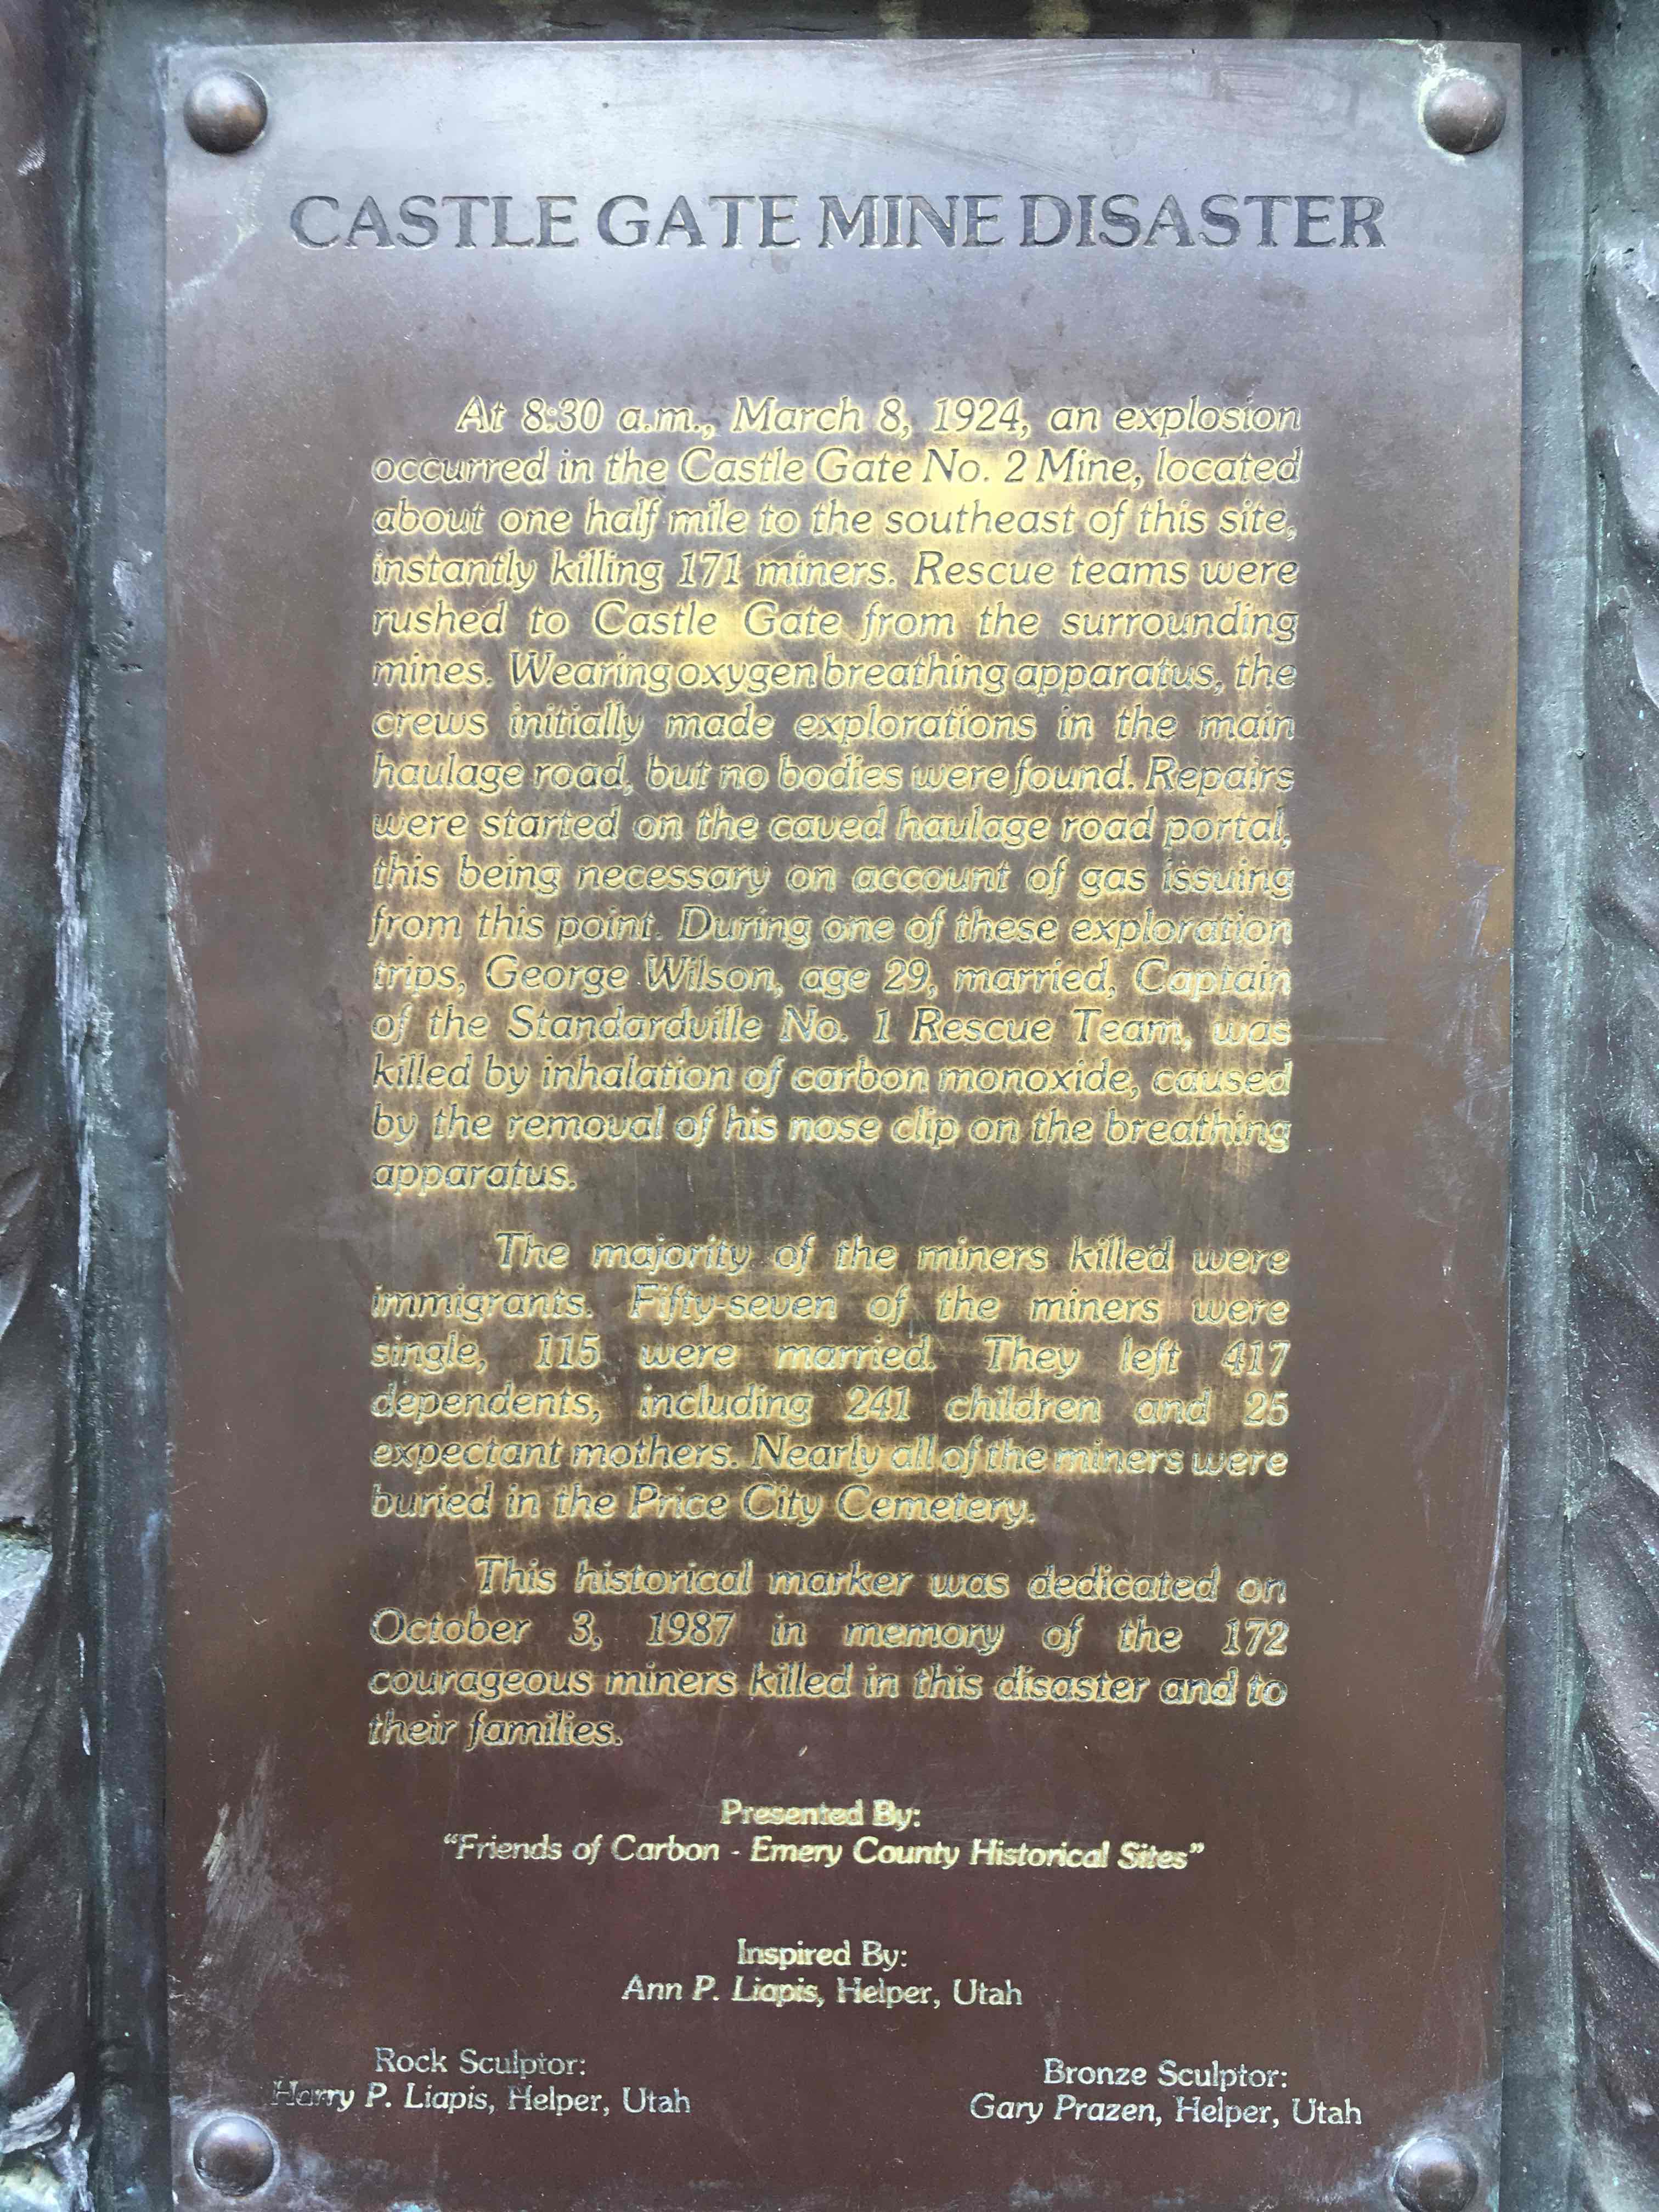 CASTLE GATE MINE DISASTER
At 8:30 a.m., March 8, 1924, an explosion
occurred in the Castle Gate No. 2 Mine, located
about one half mile to the southeast of this site,
instantly killing 171 miners. Rescue teams were
rushed to Castle Gate from the surrounding
mines. Wearing oxygen breathing apparatus, the
crews initially made explorations in the main
haulage road, but no bodies were found. Repairs
were started on the caved haulage road portal,
this being necessary on account of gas issuing
from this point. During one of these exploration
trips, George Wilson, age 29, married, Captain
of the Standardville No. 1 Rescue Team, was
killed by inhalation of carbon monoxide, caused
by the removal of his nose clip on the breathing
apparatus.
The majority of the miners killed were
immigrants. Fifty-seven of the miners were
single, 115 were married. They left 417
dependents, including 241 children and 25
expectant mothers. Nearly all of the miners were
buried in the Price City Cemetery.
This historical marker was dedicated on
October 3, 1987 in memory of the 172
courageous miners killed in this disaster and to
their families.
Presented By:
“Friends of Carbon - Emery County Historical Sites”
Inspired By:
Ann P. Liapis, Helper, Utah
Rock Sculptor:
Harry P. Liapis, Helper, Utah
Bronze Sculptor:
Gary Prazen, Helper, Utah